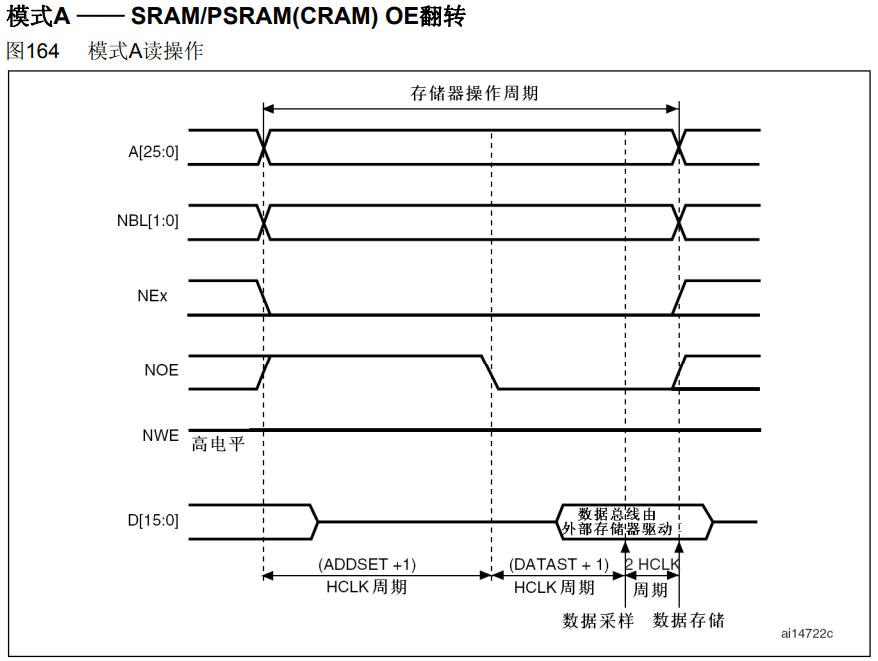 模式A —— SRAM/PSRAM(CRAM) OE翻转
图164 模式A读操作
存储器操作周期
A[25:0]
NBL[1:0]
NEx
NOE
NWE
高电平
D[15:0]
数据总线由
外部存储器驱动
(ADDSET +1)
HCLK 周期
(DATAST + 1)
HCLK 周期
2 HCLK
周期
数据采样
数据存储
ai14722c